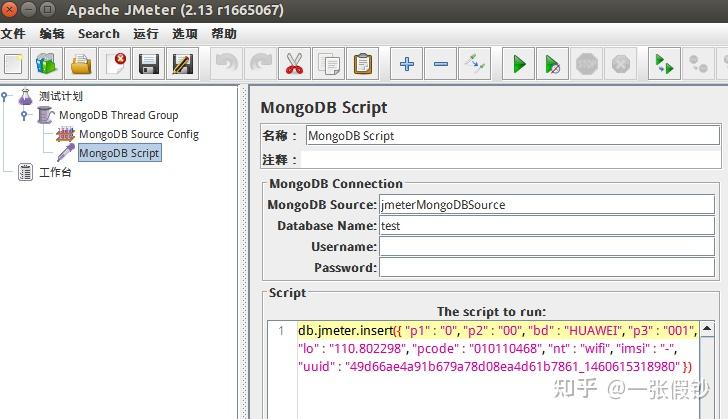 Apache JMeter (2.13 r1665067)
文件 编辑 Search 运行 选项 帮助
测试计划
MongoDB Thread Group
MongoDB Source Config
MongoDB Script
工作台
MongoDB Script
名称： MongoDB Script
注释：
MongoDB Connection
MongoDB Source: jmeterMongoDBSource
Database Name: test
Username:
Password:
Script
The script to run:
1 db.jmeter.insert({ "p1" : "0", "p2" : "00", "bd" : "HUAWEI", "p3" : "001",
"lo" : "110.802298", "pcode" : "010110468", "nt" : "wifi", "imsi" : "-",
"uuid" : "49d66ae4a91b679a78d08ea4d61b7861_1460615318980" })
知乎 @一张假钞